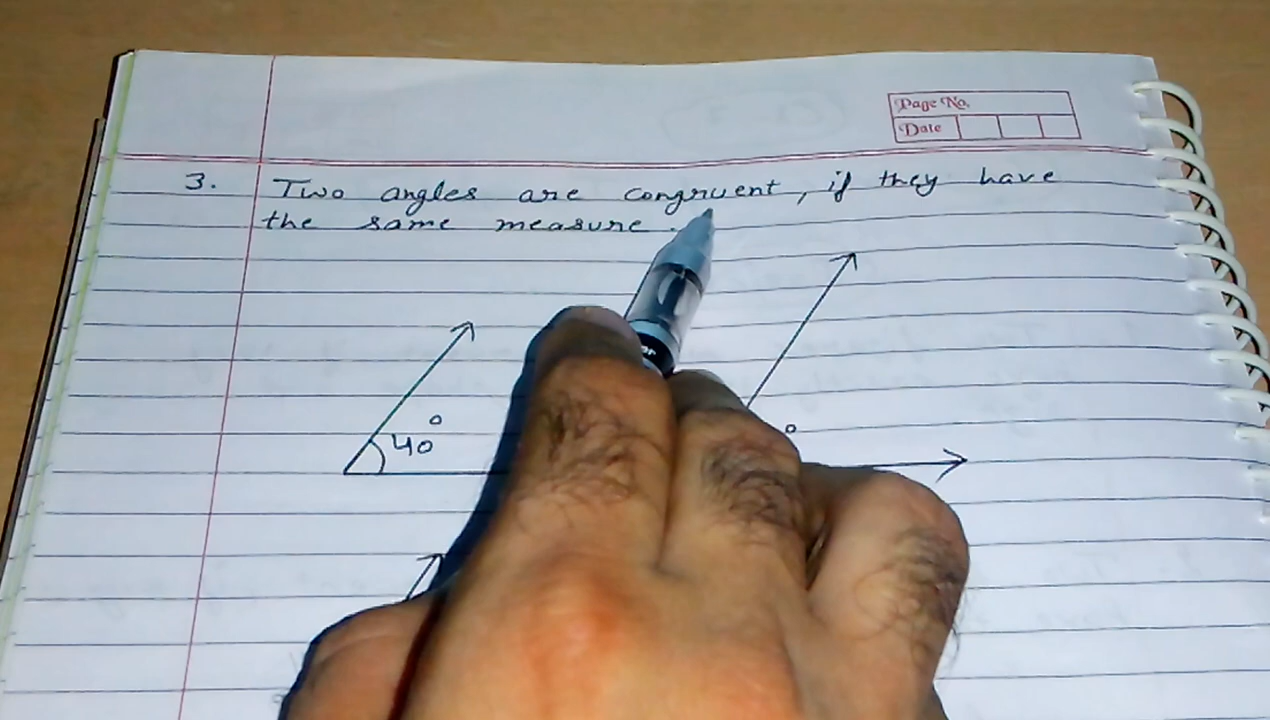 Page No.
Date
3. Two angles are congruent, if they have
the same measure.
40°
°